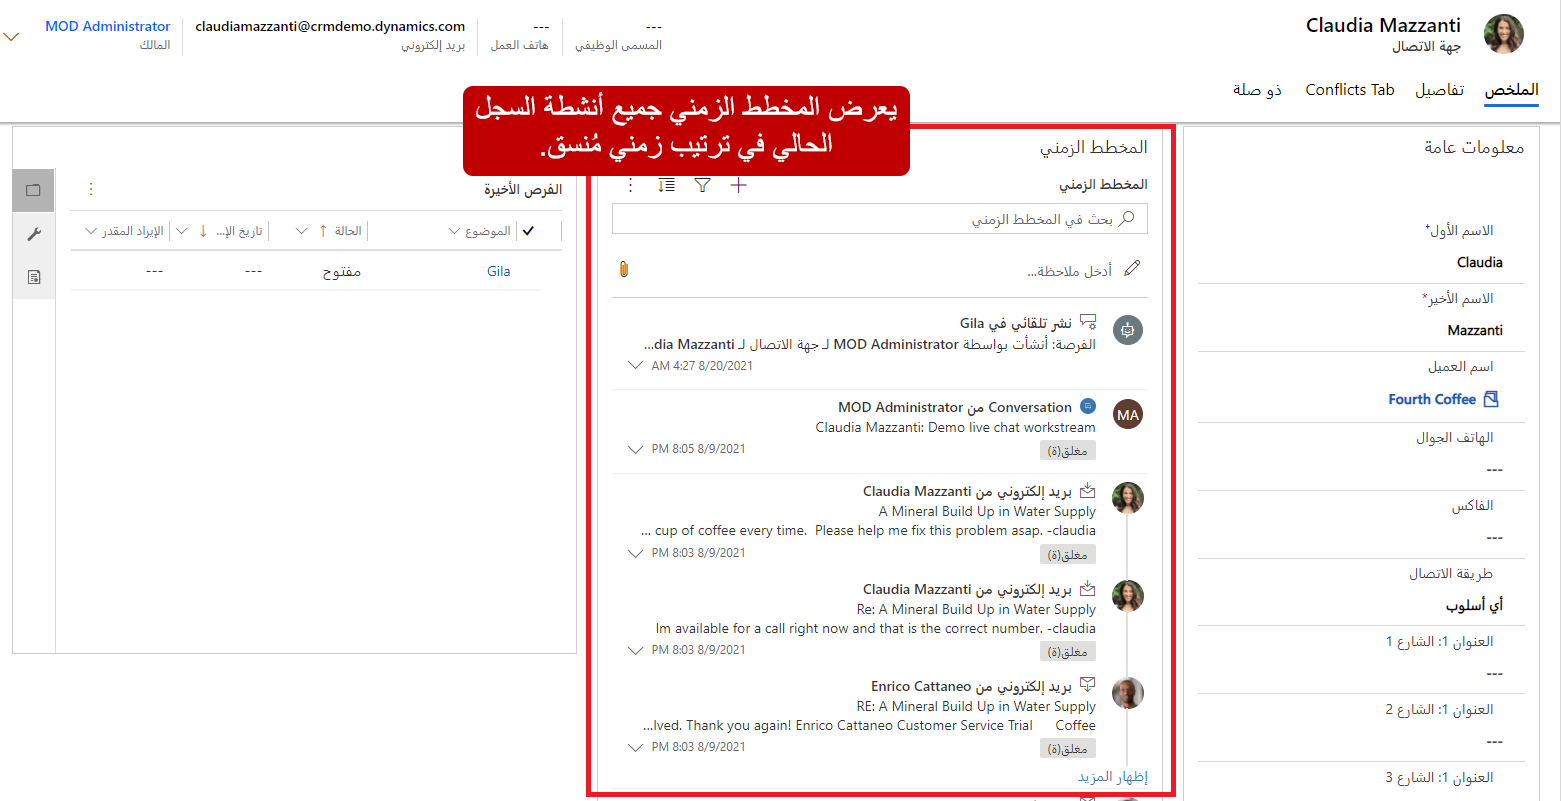 Claudia Mazzanti
جهة الاتصال
---
المسمى الوظيفي
---
هاتف العمل
claudiamazzanti@crmdemo.dynamics.com
بريد إلكتروني
MOD Administrator
المالك
الملخص
تفاصيل
Conflicts Tab
ذو صلة
يعرض المخطط الزمني جميع أنشطة السجل
الحالي في ترتيب زمني مُنسق.
معلومات عامة
الاسم الأول+
Claudia
الاسم الأخير*
Mazzanti
اسم العميل
Fourth Coffee
الهاتف الجوال
---
الفاكس
---
طريقة الاتصال
أي أسلوب
العنوان 1: الشارع 1
---
العنوان 1: الشارع 2
---
العنوان 1: الشارع 3
المخطط الزمني
المخطط الزمني
بحث في المخطط الزمني
أدخل ملاحظة...
نشر تلقائي في Gila
الفرصة: أنشأت بواسطة MOD Administrator لـ جهة الاتصال لـ dia Mazzanti...
AM 4:27 8/20/2021
MA
Conversation من MOD Administrator
Claudia Mazzanti: Demo live chat workstream
مغلق(ة)
PM 8:05 8/9/2021
بريد إلكتروني من Claudia Mazzanti
A Mineral Build Up in Water Supply
... cup of coffee every time. Please help me fix this problem asap. -claudia
مغلق(ة)
PM 8:03 8/9/2021
بريد إلكتروني من Claudia Mazzanti
Re: A Mineral Build Up in Water Supply
Im available for a call right now and that is the correct number. -claudia
مغلق(ة)
PM 8:03 8/9/2021
بريد إلكتروني من Enrico Cattaneo
RE: A Mineral Build Up in Water Supply
...lved. Thank you again! Enrico Cattaneo Customer Service Trial Coffee
مغلق(ة)
PM 8:03 8/9/2021
إظهار المزيد
الفرص الأخيرة
الموضوع
الحالة
تاريخ الإ...
الإيراد المقدر
Gila
مفتوح
---
---